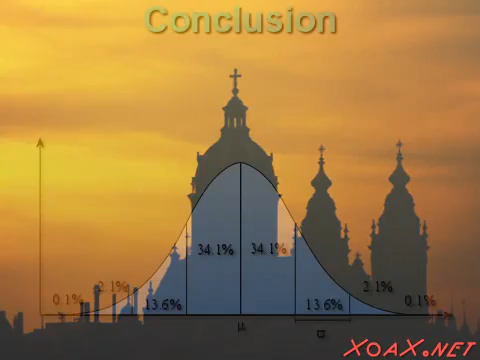 Conclusion
34.1% 34.1%
0.1% 2.1% 2.1% 0.1%
13.6% 13.6%
μ σ
XOAX.NET